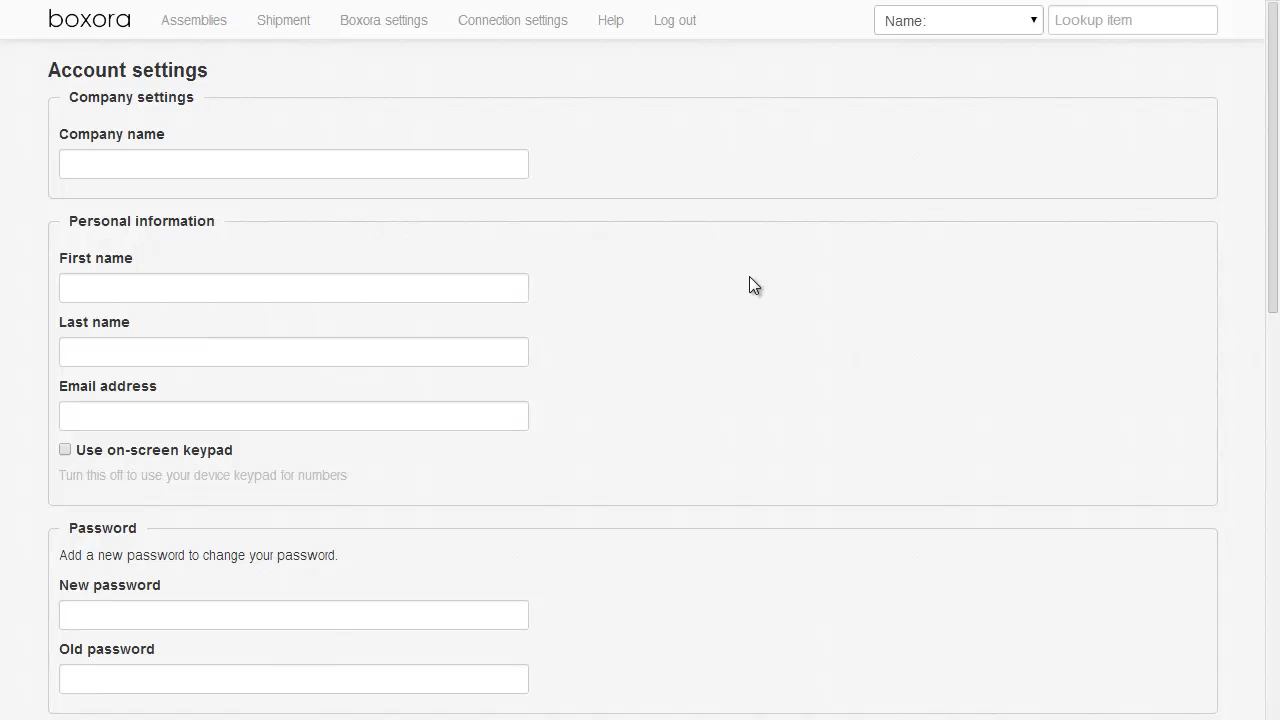 boxora Assemblies Shipment Boxora settings Connection settings Help Log out Name: Lookup item
Account settings
Company settings
Company name
Personal information
First name
Last name
Email address
Use on-screen keypad
Turn this off to use your device keypad for numbers
Password
Add a new password to change your password.
New password
Old password